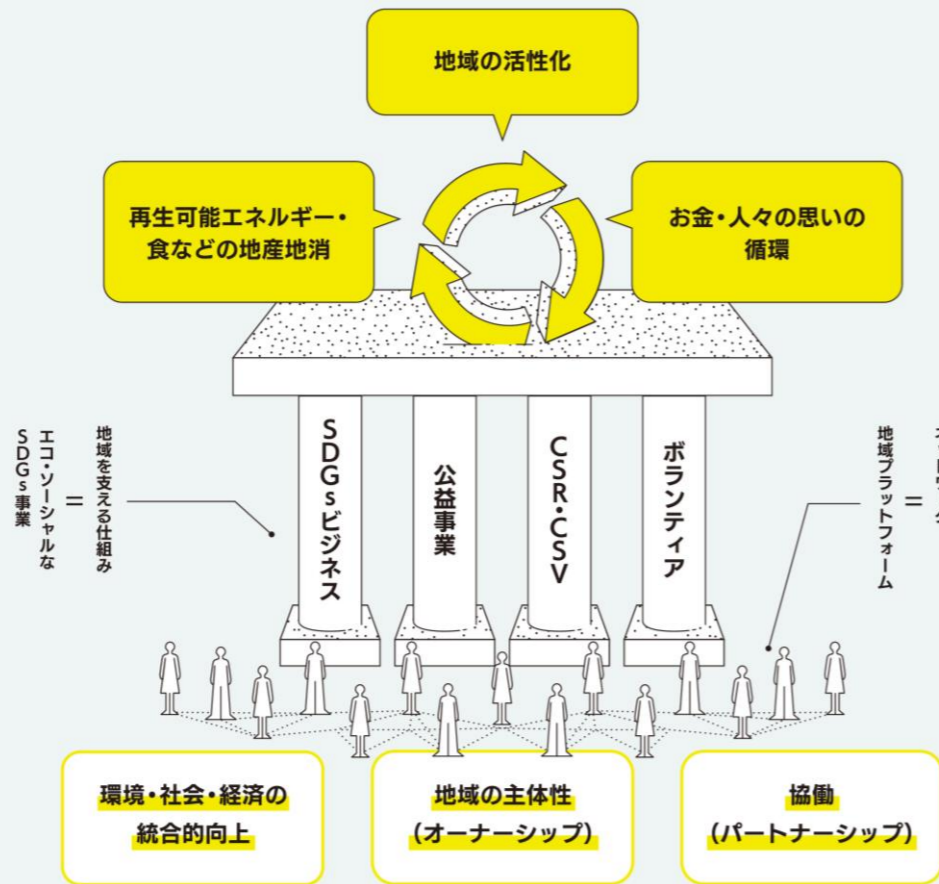 地域の活性化
再生可能エネルギー・
食などの地産地消
お金・人々の思いの
循環
SDGsビジネス
公益事業
CSR・CSV
ボランティア
地域を支える仕組み
=
エコ・ソーシャルな
SDGs事業
=
地域プラットフォーム
環境・社会・経済の
統合的向上
地域の主体性
(オーナーシップ)
協働
(パートナーシップ)